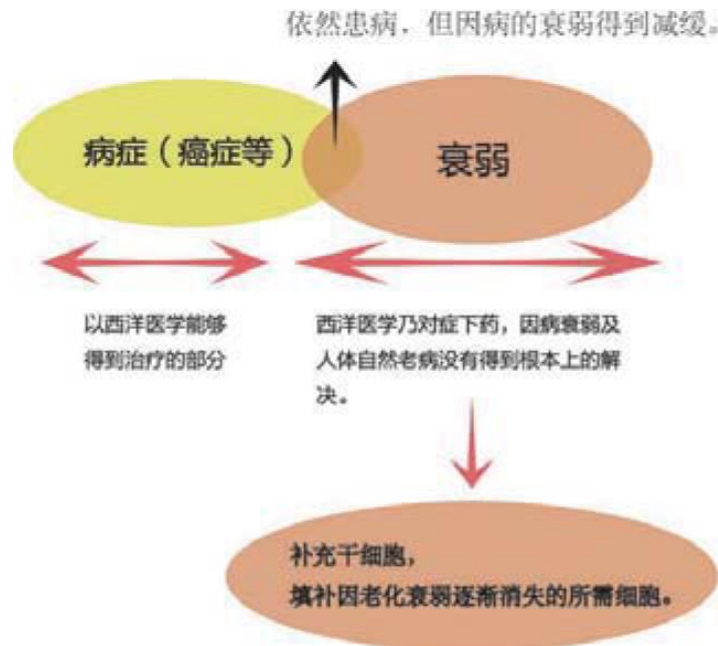 依然患病，但因病的衰弱得到减缓。
病症（癌症等）
衰弱
以西洋医学能够
得到治疗的部分
西洋医学乃对症下药，因病衰弱及
人体自然老病没有得到根本上的解
决。
补充干细胞，
填补因老化衰弱逐渐消失的所需细胞。